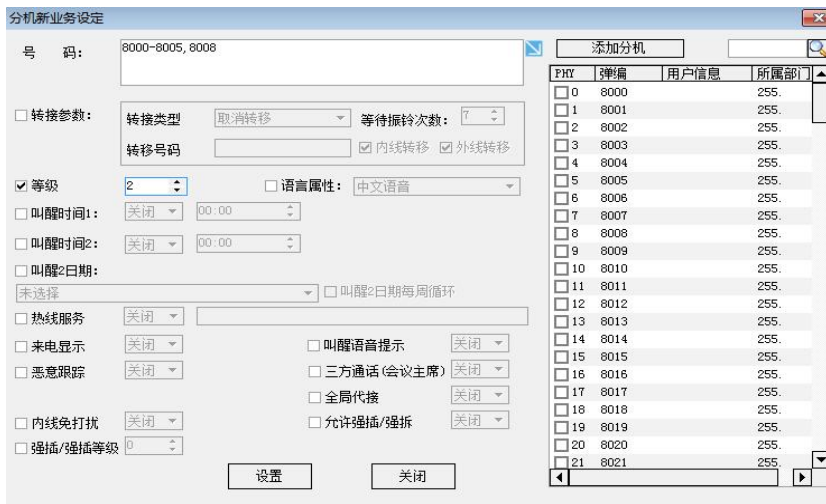 分机新业务设定
号 码: 8000-8005,8008
添加分机
PHY 弹编 用户信息 所属部门
0 8000 255.
1 8001 255.
2 8002 255.
3 8003 255.
4 8004 255.
5 8005 255.
6 8006 255.
7 8007 255.
8 8008 255.
9 8009 255.
10 8010 255.
11 8011 255.
12 8012 255.
13 8013 255.
14 8014 255.
15 8015 255.
16 8016 255.
17 8017 255.
18 8018 255.
19 8019 255.
20 8020 255.
21 8021 255.
转接参数: 转接类型 取消转移 等待振铃次数: 7
转移号码 内线转移 外线转移
等级 2 语言属性: 中文语音
叫醒时间1: 关闭 00:00
叫醒时间2: 关闭 00:00
叫醒2日期:
未选择 叫醒2日期每周循环
热线服务 关闭
来电显示 关闭 叫醒语音提示 关闭
恶意跟踪 关闭 三方通话(会议主席) 关闭
全局代接 关闭
内线免打扰 关闭 允许强插/强拆 关闭
强插/强插等级 0
设置 关闭